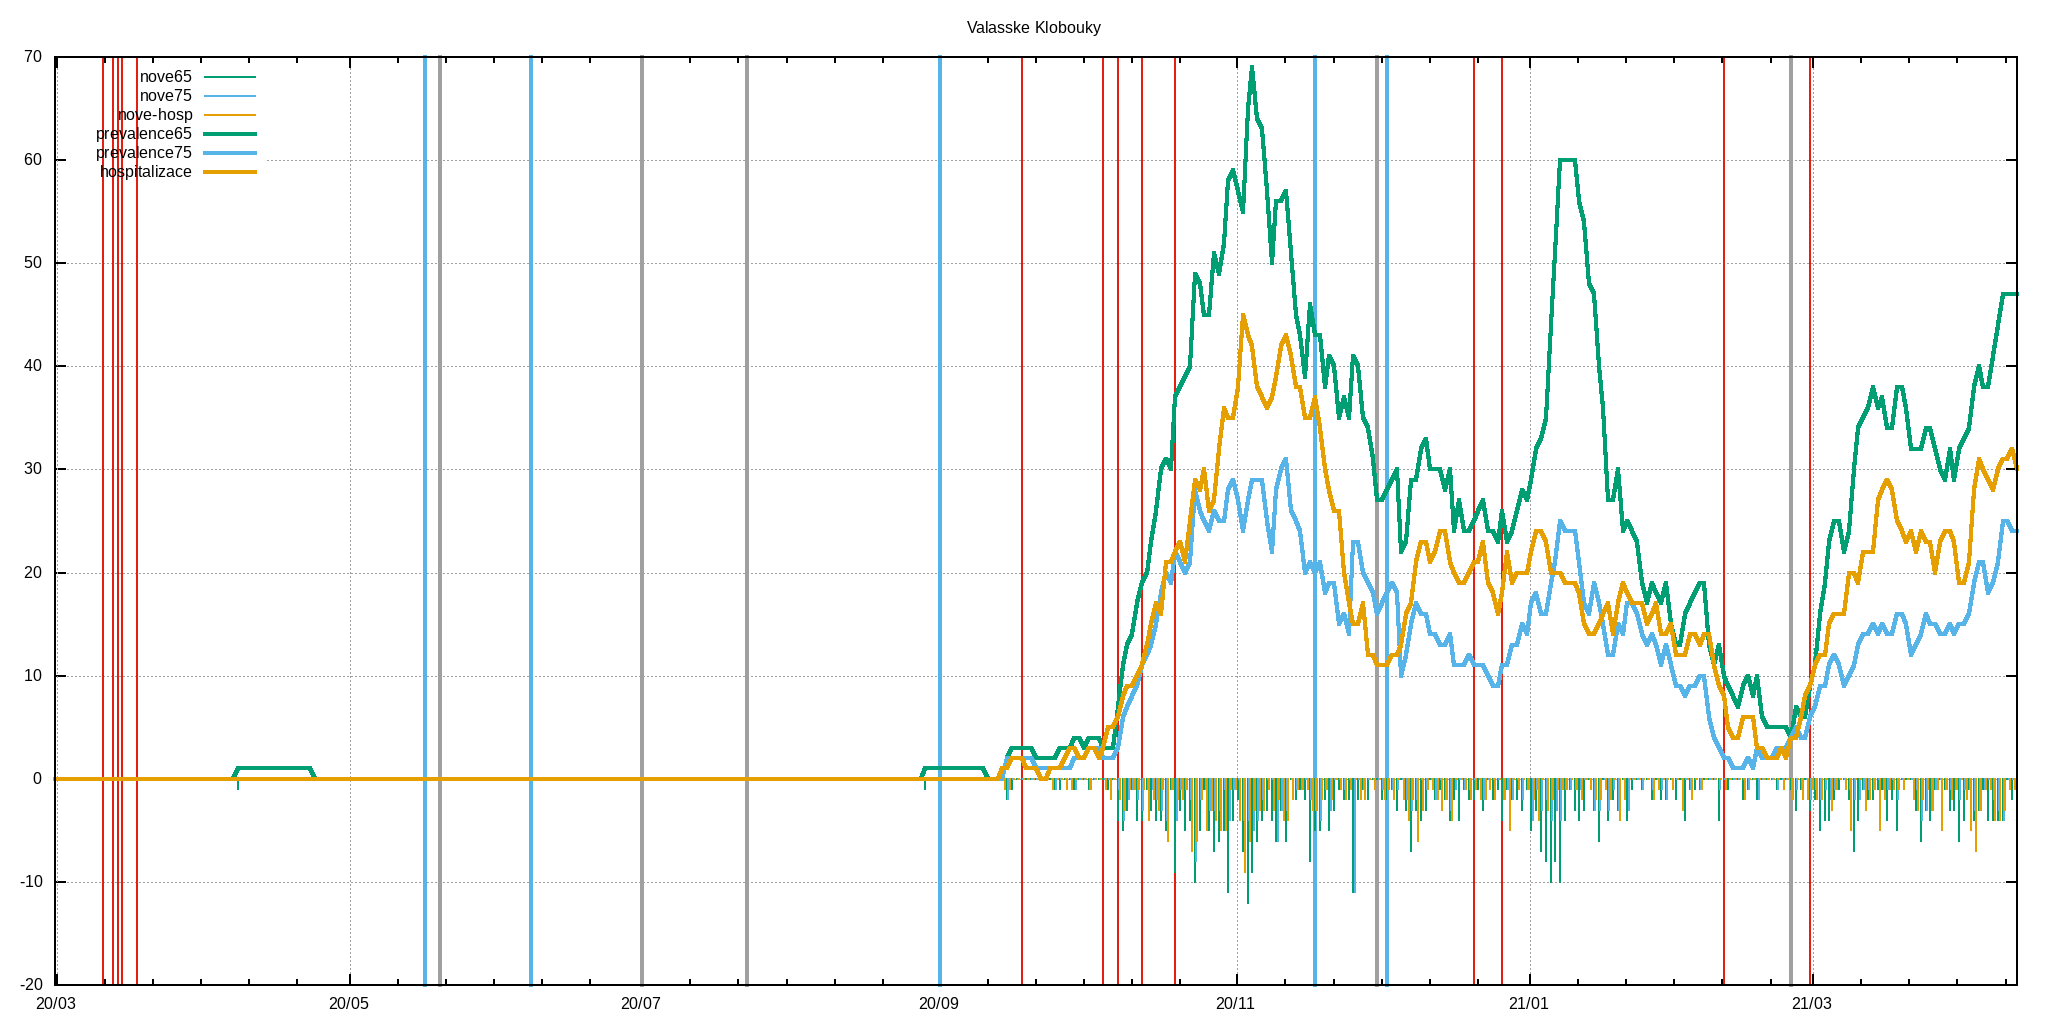 Valasske Klobouky
70
60
50
40
30
20
10
0
-10
-20
nove65
nove75
nove-hosp
prevalence65
prevalence75
hospitalizace
20/03 20/05 20/07 20/09 20/11 21/01 21/03